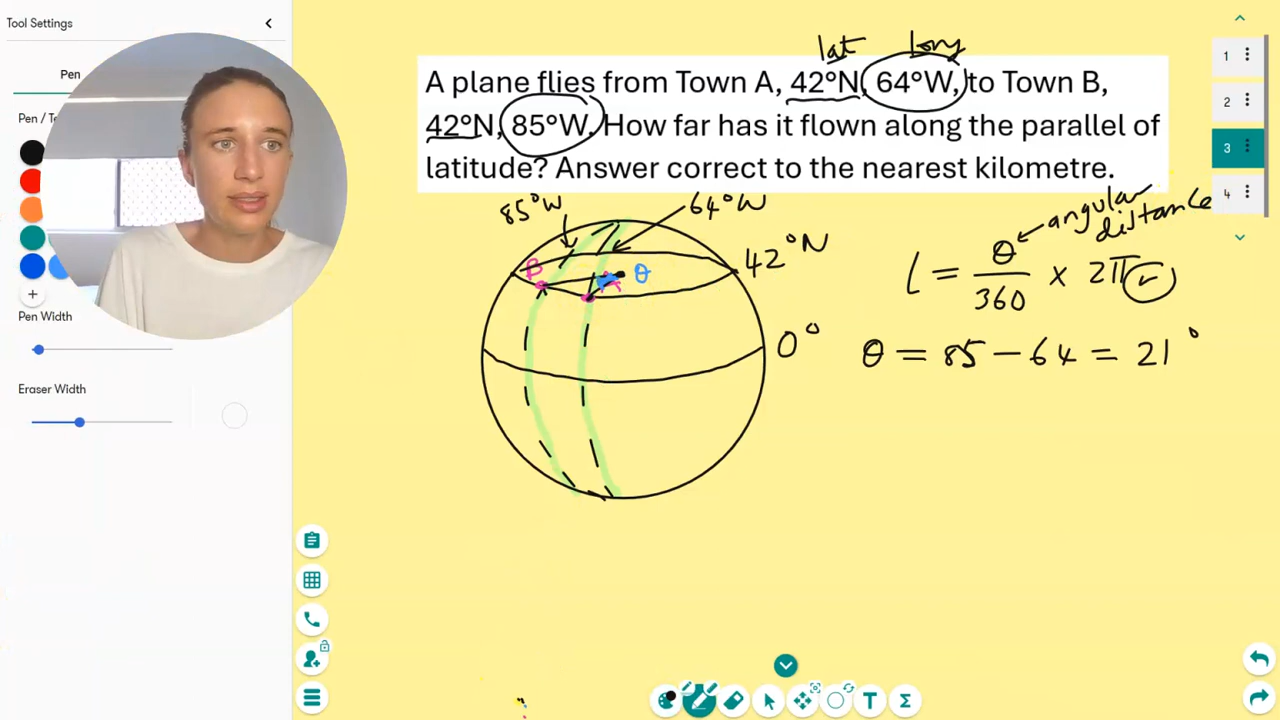 Tool Settings
Pen
Pen / Te
Pen Width
Eraser Width
lat long
A plane flies from Town A, 42°N, 64°W, to Town B,
42°N, 85°W. How far has it flown along the parallel of
latitude? Answer correct to the nearest kilometre.
85°W
64°W
42°N
B
A
θ
0°
angular
distance
l = θ/360 × 2πr
θ = 85 - 64 = 21°
1
2
3
4
T
Σ